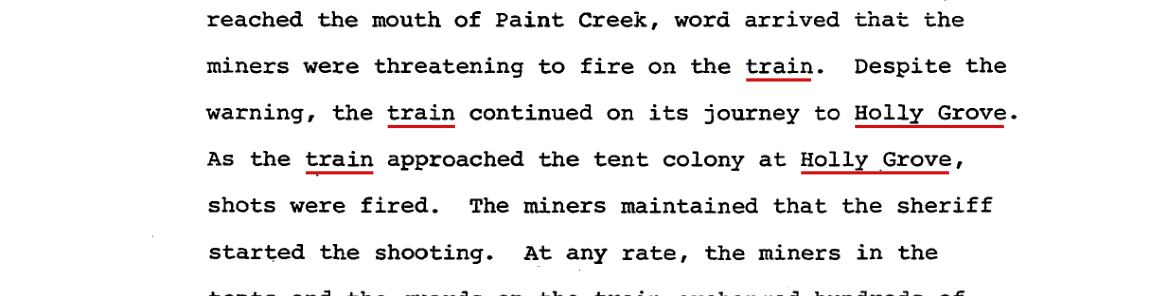 reached the mouth of Paint Creek, word arrived that the
miners were threatening to fire on the train. Despite the
warning, the train continued on its journey to Holly Grove.
As the train approached the tent colony at Holly Grove,
shots were fired. The miners maintained that the sheriff
started the shooting. At any rate, the miners in the